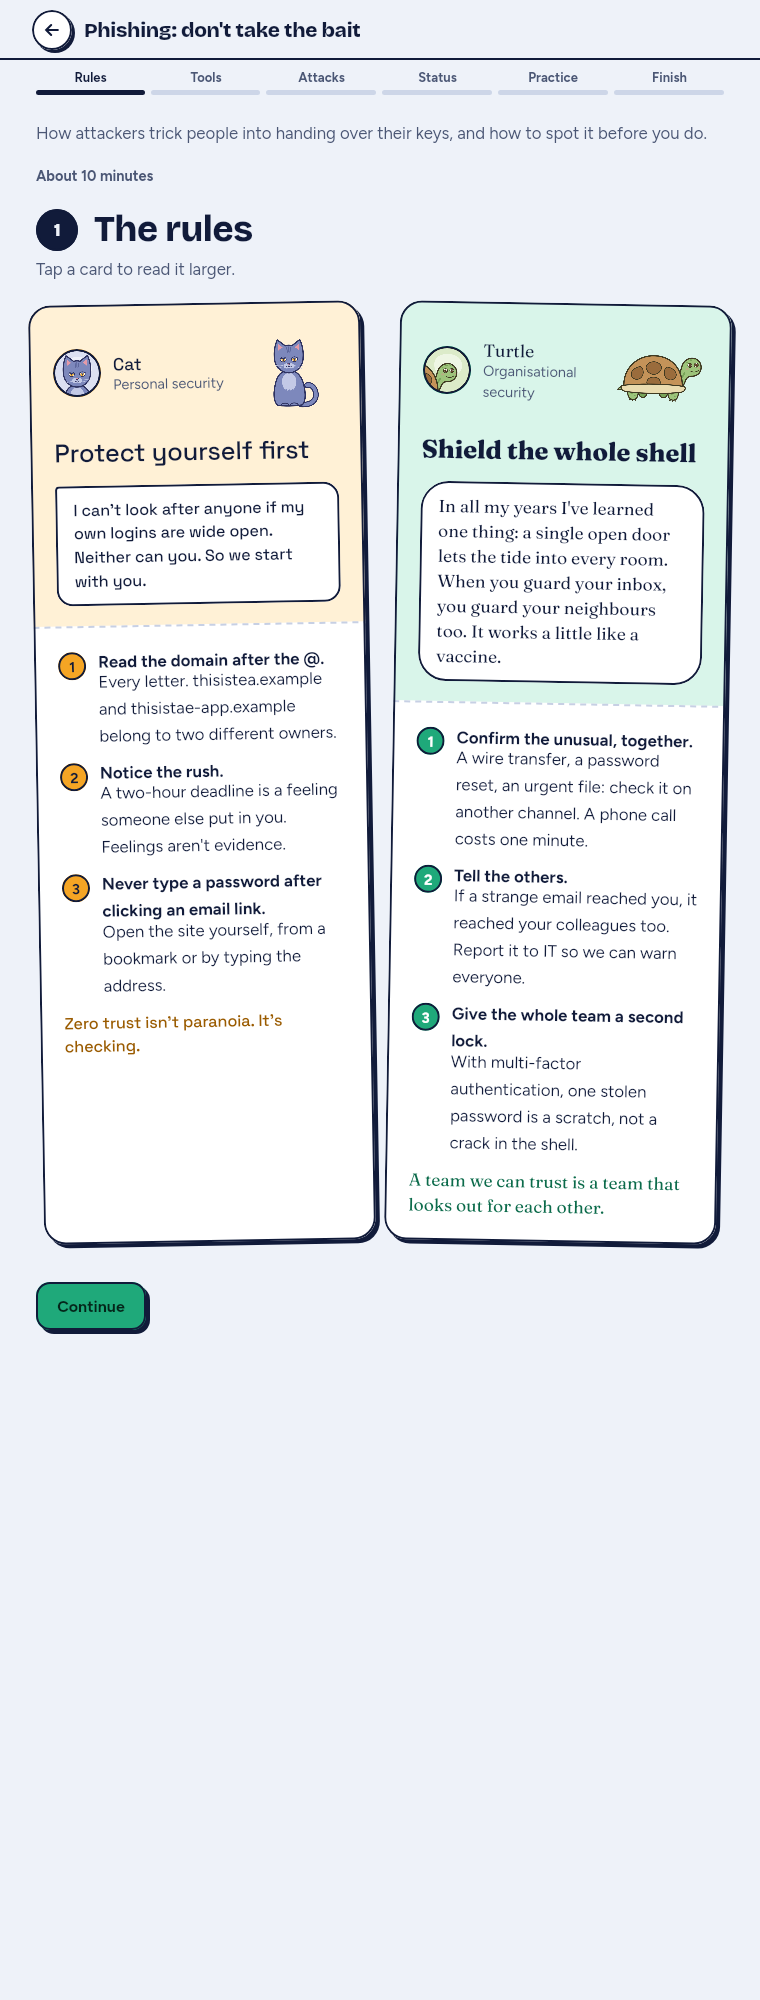 Phishing: don't take the bait
Rules
Tools
Attacks
Status
Practice
Finish
How attackers trick people into handing over their keys, and how to spot it before you do.
About 10 minutes
1
The rules
Tap a card to read it larger.
Cat
Personal security
Protect yourself first
I can't look after anyone if my
own logins are wide open.
Neither can you. So we start
with you.
1
Read the domain after the @.
Every letter. thisistea.example
and thisistae-app.example
belong to two different owners.
2
Notice the rush.
A two-hour deadline is a feeling
someone else put in you.
Feelings aren't evidence.
3
Never type a password after
clicking an email link.
Open the site yourself, from a
bookmark or by typing the
address.
Zero trust isn't paranoia. It's
checking.
Turtle
Organisational
security
Shield the whole shell
In all my years I've learned
one thing: a single open door
lets the tide into every room.
When you guard your inbox,
you guard your neighbours
too. It works a little like a
vaccine.
1
Confirm the unusual, together.
A wire transfer, a password
reset, an urgent file: check it on
another channel. A phone call
costs one minute.
2
Tell the others.
If a strange email reached you, it
reached your colleagues too.
Report it to IT so we can warn
everyone.
3
Give the whole team a second
lock.
With multi-factor
authentication, one stolen
password is a scratch, not a
crack in the shell.
A team we can trust is a team that
looks out for each other.
Continue